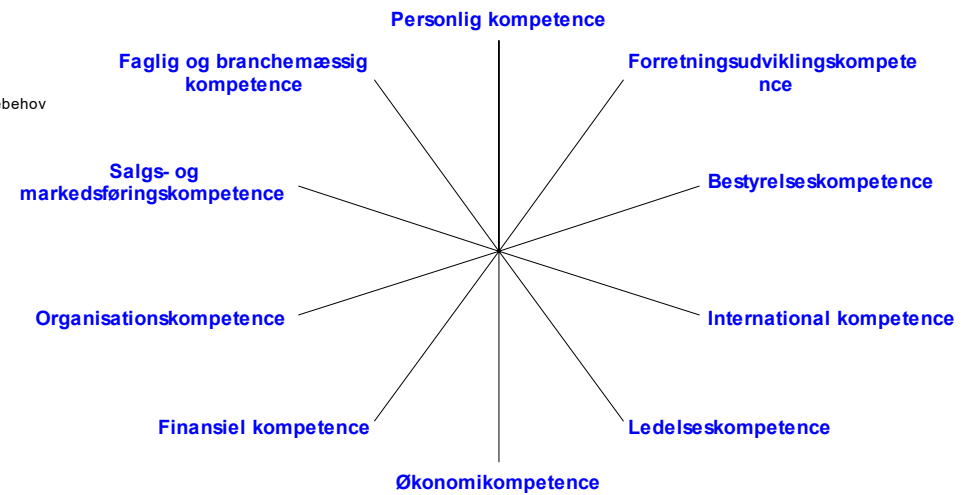 Personlig kompetence
Faglig og branchemæssig
kompetence
Forretningsudviklingskompete
nce
Salgs- og
markedsføringskompetence
Bestyrelseskompetence
Organisationskompetence
International kompetence
Finansiel kompetence
Ledelseskompetence
Økonomikompetence